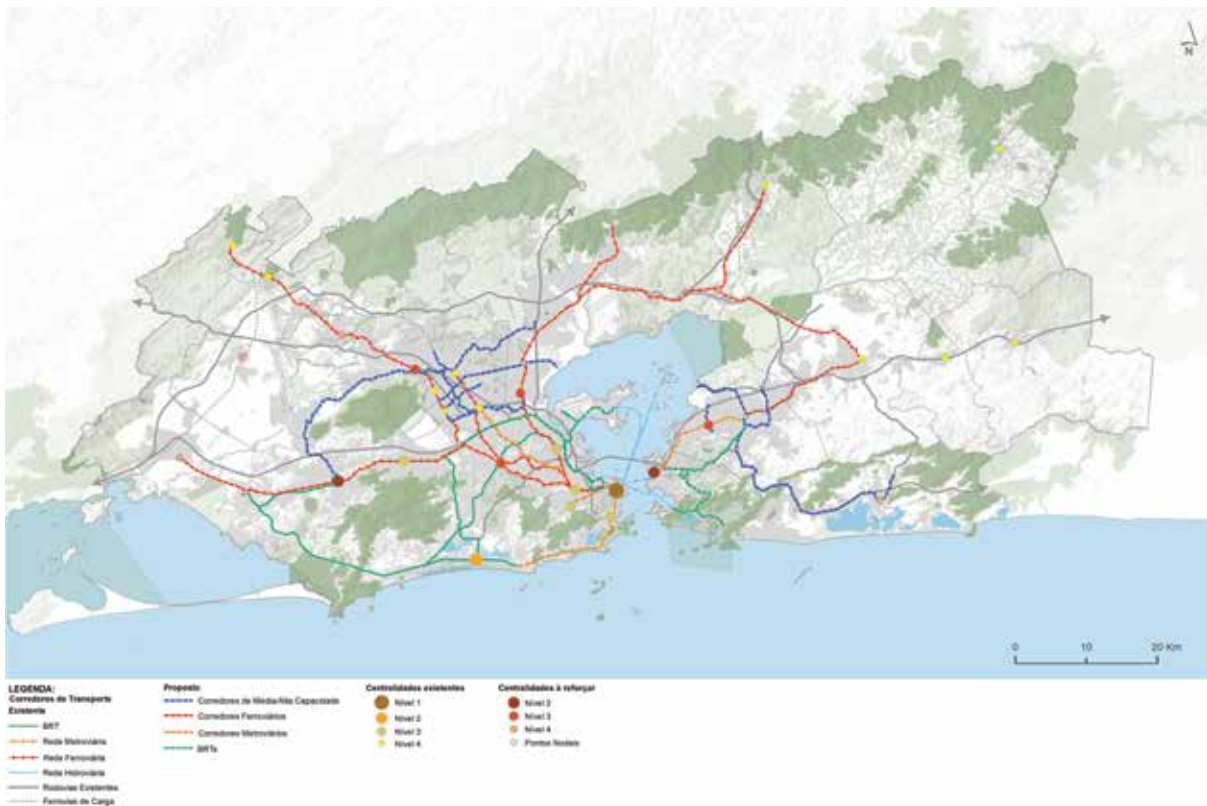 N
0 10 20 Km
LEGENDA:
Corredores de Transporte
Existente
BRT
Rede Metroviária
Rede Ferroviária
Rede Hidroviária
Rodovias Existentes
Ferrovias de Carga
Proposto
Corredores de Média/Alta Capacidade
Corredores Ferroviários
Corredores Metroviários
BRTs
Centralidades existentes
Nível 1
Nível 2
Nível 3
Nível 4
Centralidades à reforçar
Nível 2
Nível 3
Nível 4
Pontos Nodais